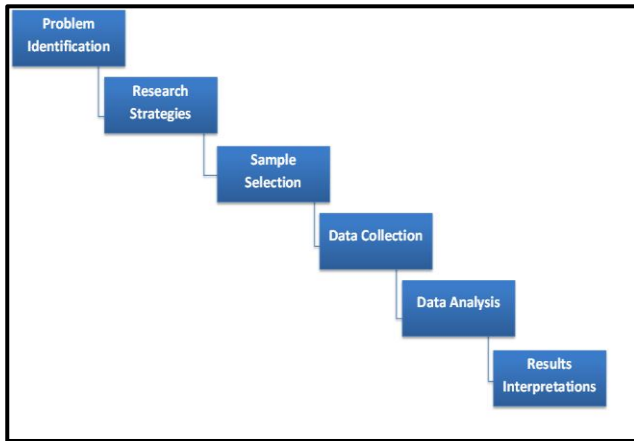 Problem
Identification
Research
Strategies
Sample
Selection
Data Collection
Data Analysis
Results
Interpretations